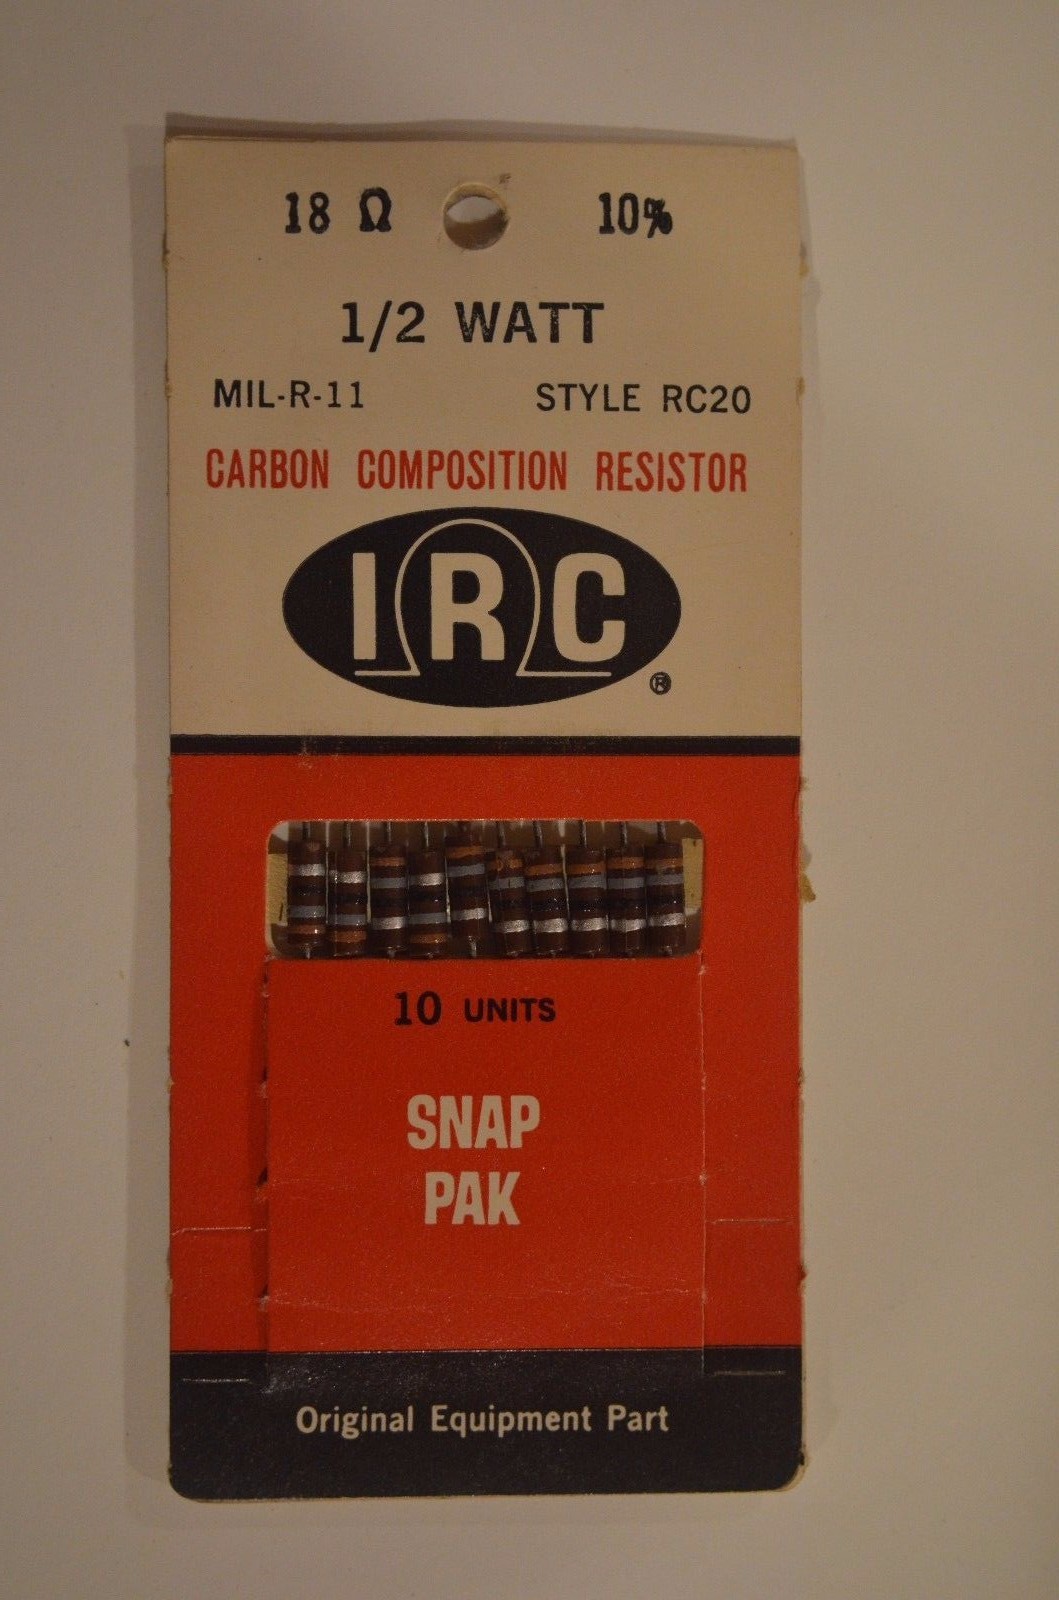 18 Ω 10%
1/2 WATT
MIL-R-11 STYLE RC20
CARBON COMPOSITION RESISTOR
IRC
®
10 UNITS
SNAP
PAK
Original Equipment Part